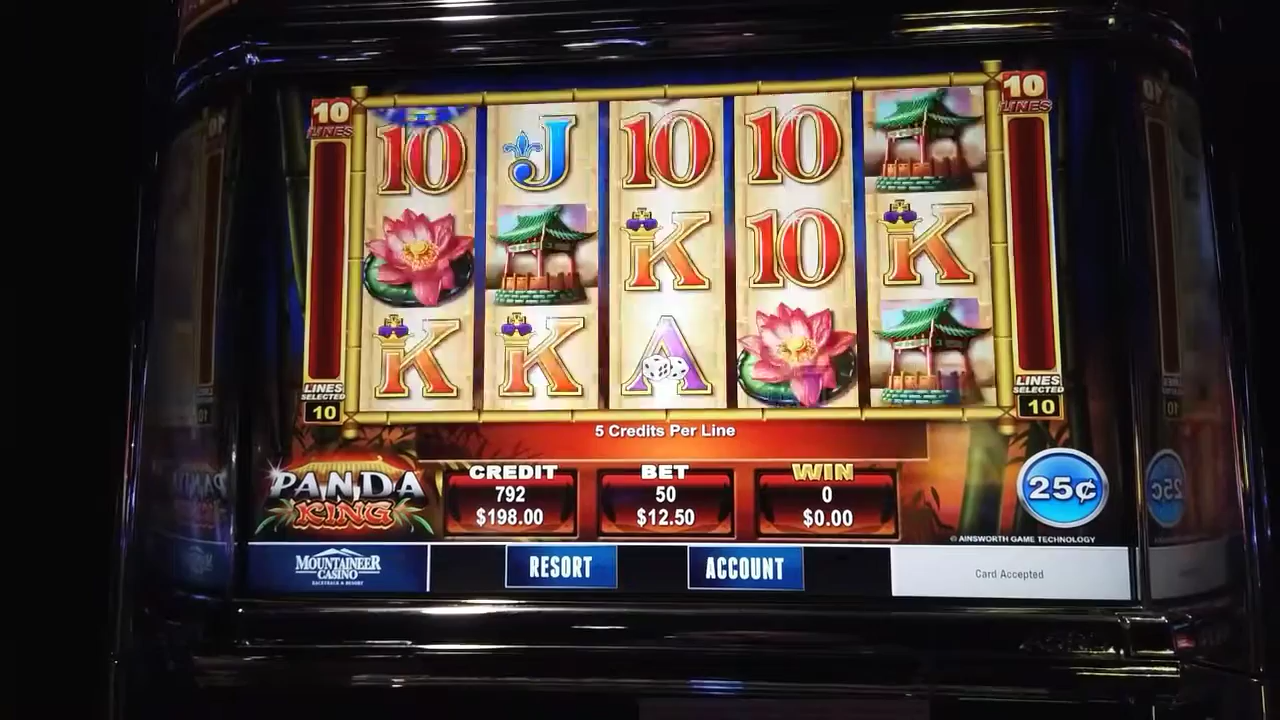 10 LINES
10 LINES
10 J 10 10
K 10 K
K K A
LINES SELECTED 10
LINES SELECTED 10
5 Credits Per Line
PANDA KING
CREDIT
792
$198.00
BET
50
$12.50
WIN
0
$0.00
25¢
© AINSWORTH GAME TECHNOLOGY
MOUNTAINEER
CASINO
RACETRACK & RESORT
RESORT
ACCOUNT
Card Accepted